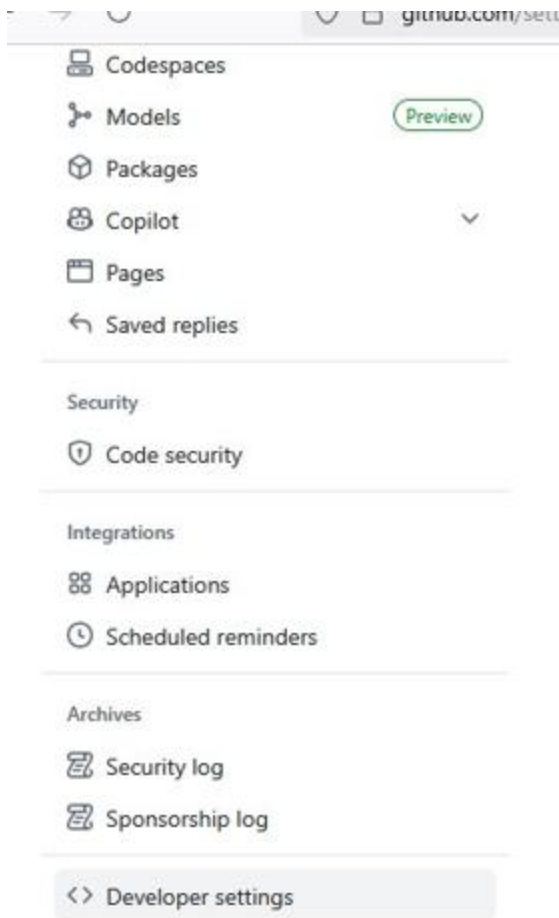 github.com/sett
Codespaces
Models Preview
Packages
Copilot
Pages
Saved replies
Security
Code security
Integrations
Applications
Scheduled reminders
Archives
Security log
Sponsorship log
Developer settings